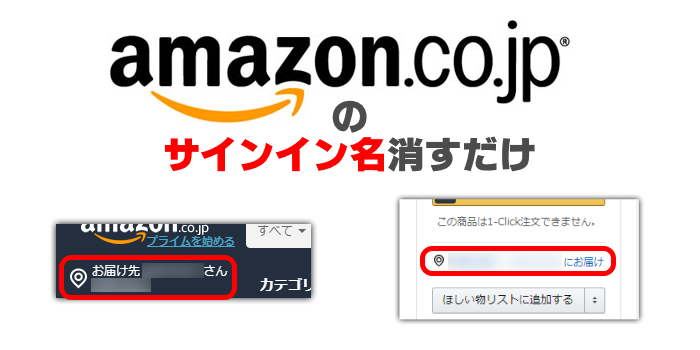 amazon.co.jp®
の
サインイン名消すだけ
amazon.co.jp
プライムを始める
すべて
お届け先 さん
カテゴリ
この商品は1-Click注文できません。
にお届け
ほしい物リストに追加する